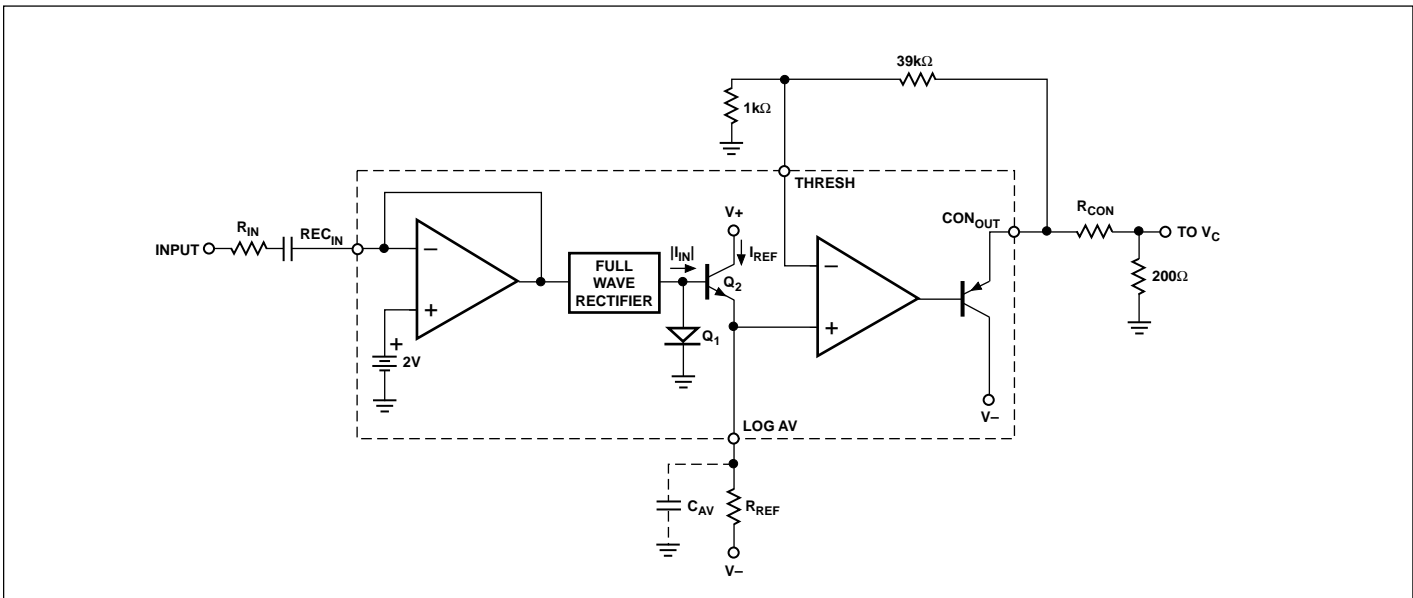 39kΩ
1kΩ
THRESH
V+
CON_OUT
R_CON
R_IN
REC_IN
INPUT
TO V_C
|I_IN|
I_REF
FULL
WAVE
RECTIFIER
Q_2
−
−
+
+
200Ω
Q_1
+
2V
V–
LOG AV
C_AV
R_REF
V–